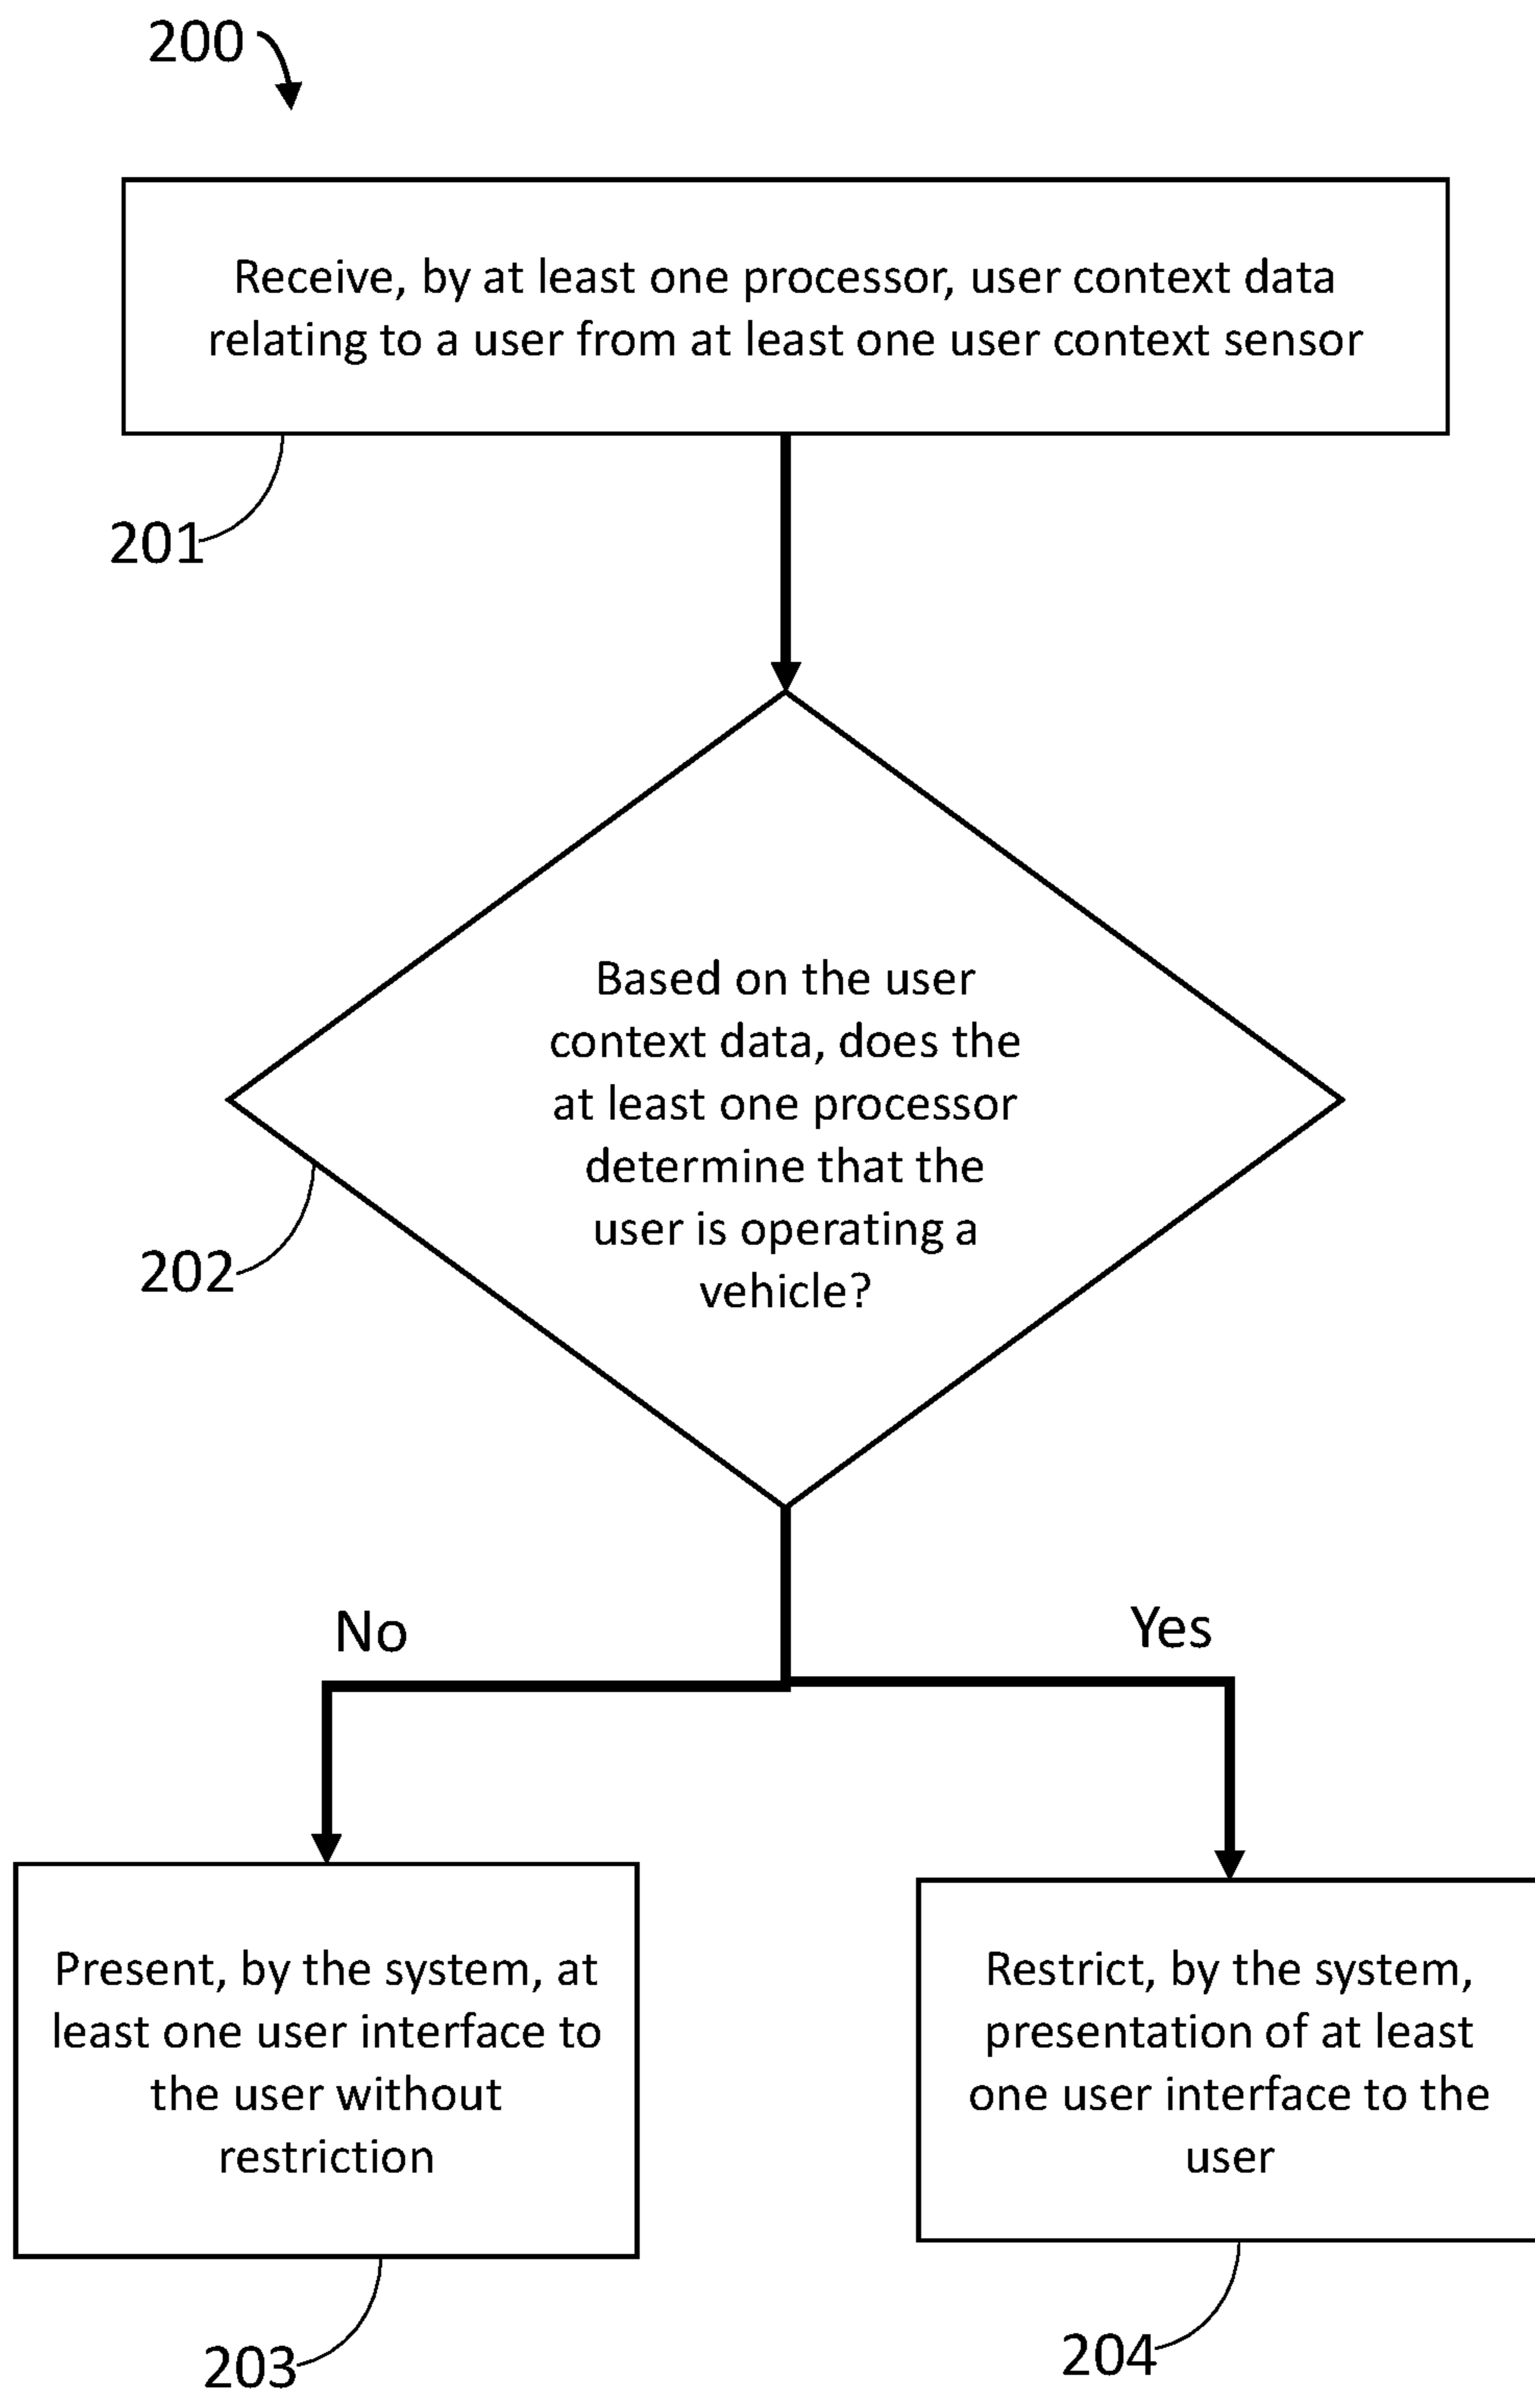 200
Receive, by at least one processor, user context data
relating to a user from at least one user context sensor
201
Based on the user
context data, does the
at least one processor
determine that the
user is operating a
vehicle?
202
No
Yes
Present, by the system, at
least one user interface to
the user without
restriction
Restrict, by the system,
presentation of at least
one user interface to the
user
203
204